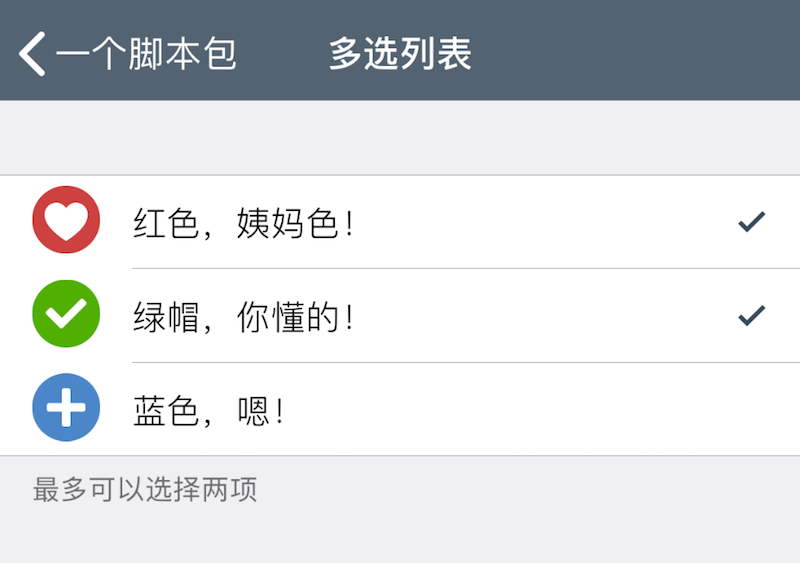 一个脚本包
多选列表
红色，姨妈色！
绿帽，你懂的！
蓝色，嗯！
最多可以选择两项